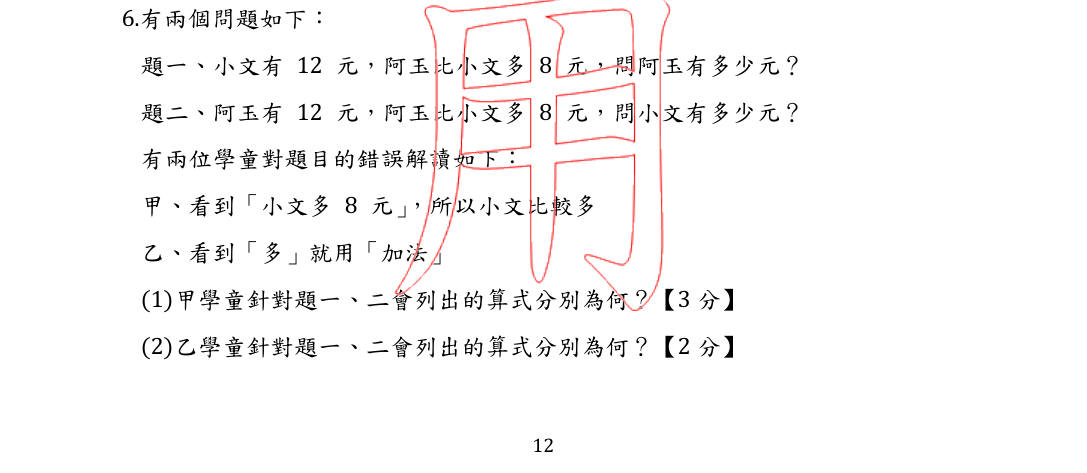 6.有兩個問題如下：
題一、小文有 12 元，阿玉比小文多 8 元，問阿玉有多少元？
題二、阿玉有 12 元，阿玉比小文多 8 元，問小文有多少元？
有兩位學童對題目的錯誤解讀如下：
甲、看到「小文多 8 元」，所以小文比較多
乙、看到「多」就用「加法」
(1)甲學童針對題一、二會列出的算式分別為何？【3 分】
(2)乙學童針對題一、二會列出的算式分別為何？【2 分】
用
12